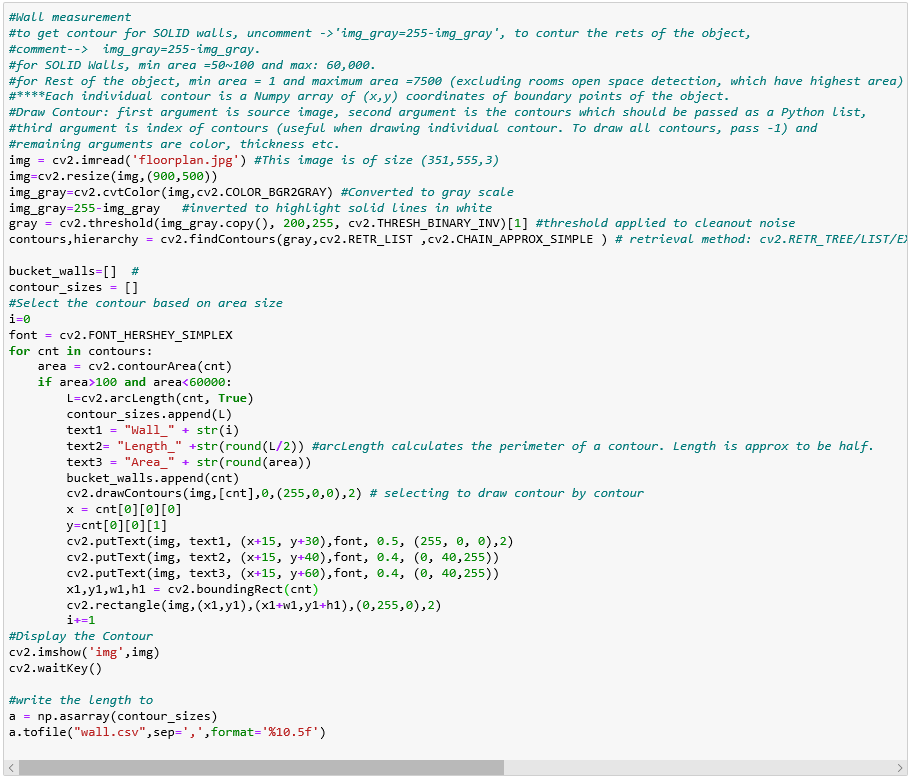 #Wall measurement
#to get contour for SOLID walls, uncomment ->'img_gray=255-img_gray', to contur the rets of the object,
#comment-->  img_gray=255-img_gray.
#for SOLID Walls, min area =50~100 and max: 60,000.
#for Rest of the object, min area = 1 and maximum area =7500 (excluding rooms open space detection, which have highest area)
#****Each individual contour is a Numpy array of (x,y) coordinates of boundary points of the object.
#Draw Contour: first argument is source image, second argument is the contours which should be passed as a Python list,
#third argument is index of contours (useful when drawing individual contour. To draw all contours, pass -1) and
#remaining arguments are color, thickness etc.
img = cv2.imread('floorplan.jpg') #This image is of size (351,555,3)
img=cv2.resize(img,(900,500))
img_gray=cv2.cvtColor(img,cv2.COLOR_BGR2GRAY) #Converted to gray scale
img_gray=255-img_gray   #inverted to highlight solid lines in white
gray = cv2.threshold(img_gray.copy(), 200,255, cv2.THRESH_BINARY_INV)[1] #threshold applied to cleanout noise
contours,hierarchy = cv2.findContours(gray,cv2.RETR_LIST ,cv2.CHAIN_APPROX_SIMPLE ) # retrieval method: cv2.RETR_TREE/LIST/

bucket_walls=[]  #
contour_sizes = []
#Select the contour based on area size
i=0
font = cv2.FONT_HERSHEY_SIMPLEX
for cnt in contours:
    area = cv2.contourArea(cnt)
    if area>100 and area<60000:
        L=cv2.arcLength(cnt, True)
        contour_sizes.append(L)
        text1 = "Wall_" + str(i)
        text2= "Length_" +str(round(L/2)) #arcLength calculates the perimeter of a contour. Length is approx to be half.
        text3 = "Area_" + str(round(area))
        bucket_walls.append(cnt)
        cv2.drawContours(img,[cnt],0,(255,0,0),2) # selecting to draw contour by contour
        x = cnt[0][0][0]
        y=cnt[0][0][1]
        cv2.putText(img, text1, (x+15, y+30),font, 0.5, (255, 0, 0),2)
        cv2.putText(img, text2, (x+15, y+40),font, 0.4, (0, 40,255))
        cv2.putText(img, text3, (x+15, y+60),font, 0.4, (0, 40,255))
        x1,y1,w1,h1 = cv2.boundingRect(cnt)
        cv2.rectangle(img,(x1,y1),(x1+w1,y1+h1),(0,255,0),2)
        i+=1
#Display the Contour
cv2.imshow('img',img)
cv2.waitKey()

#write the length to
a = np.asarray(contour_sizes)
a.tofile("wall.csv",sep=',',format='%10.5f')